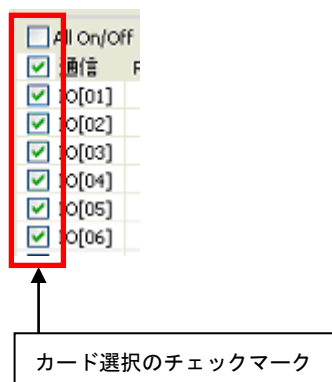 All On/Off
通信 R
IO[01]
IO[02]
IO[03]
IO[04]
IO[05]
IO[06]
カード選択のチェックマーク